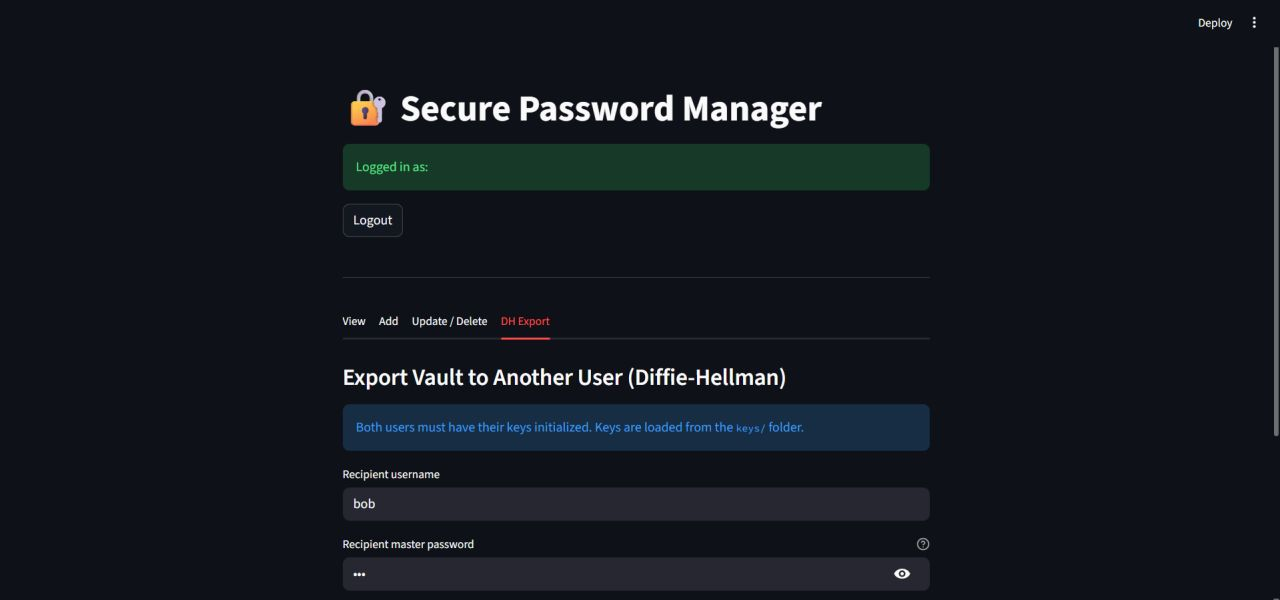 Deploy
Secure Password Manager
Logged in as:
Logout
View Add Update / Delete DH Export
Export Vault to Another User (Diffie-Hellman)
Both users must have their keys initialized. Keys are loaded from the keys/ folder.
Recipient username
bob
Recipient master password
•••